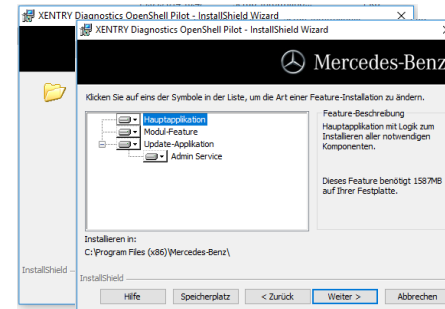 XENTRY Diagnostics OpenShell Pilot - InstallShield Wizard
XENTRY Diagnostics OpenShell Pilot - InstallShield Wizard
Mercedes-Benz
Klicken Sie auf eins der Symbole in der Liste, um die Art einer Feature-Installation zu ändern.
Hauptapplikation
Modul-Feature
Update-Applikation
Admin Service
Feature-Beschreibung
Hauptapplikation mit Logik zum
Installieren aller notwendigen
Komponenten.
Dieses Feature benötigt 1587MB
auf Ihrer Festplatte.
Installieren in:
C:\Program Files (x86)\Mercedes-Benz\
InstallShield
InstallShield
Hilfe
Speicherplatz
< Zurück
Weiter >
Abbrechen